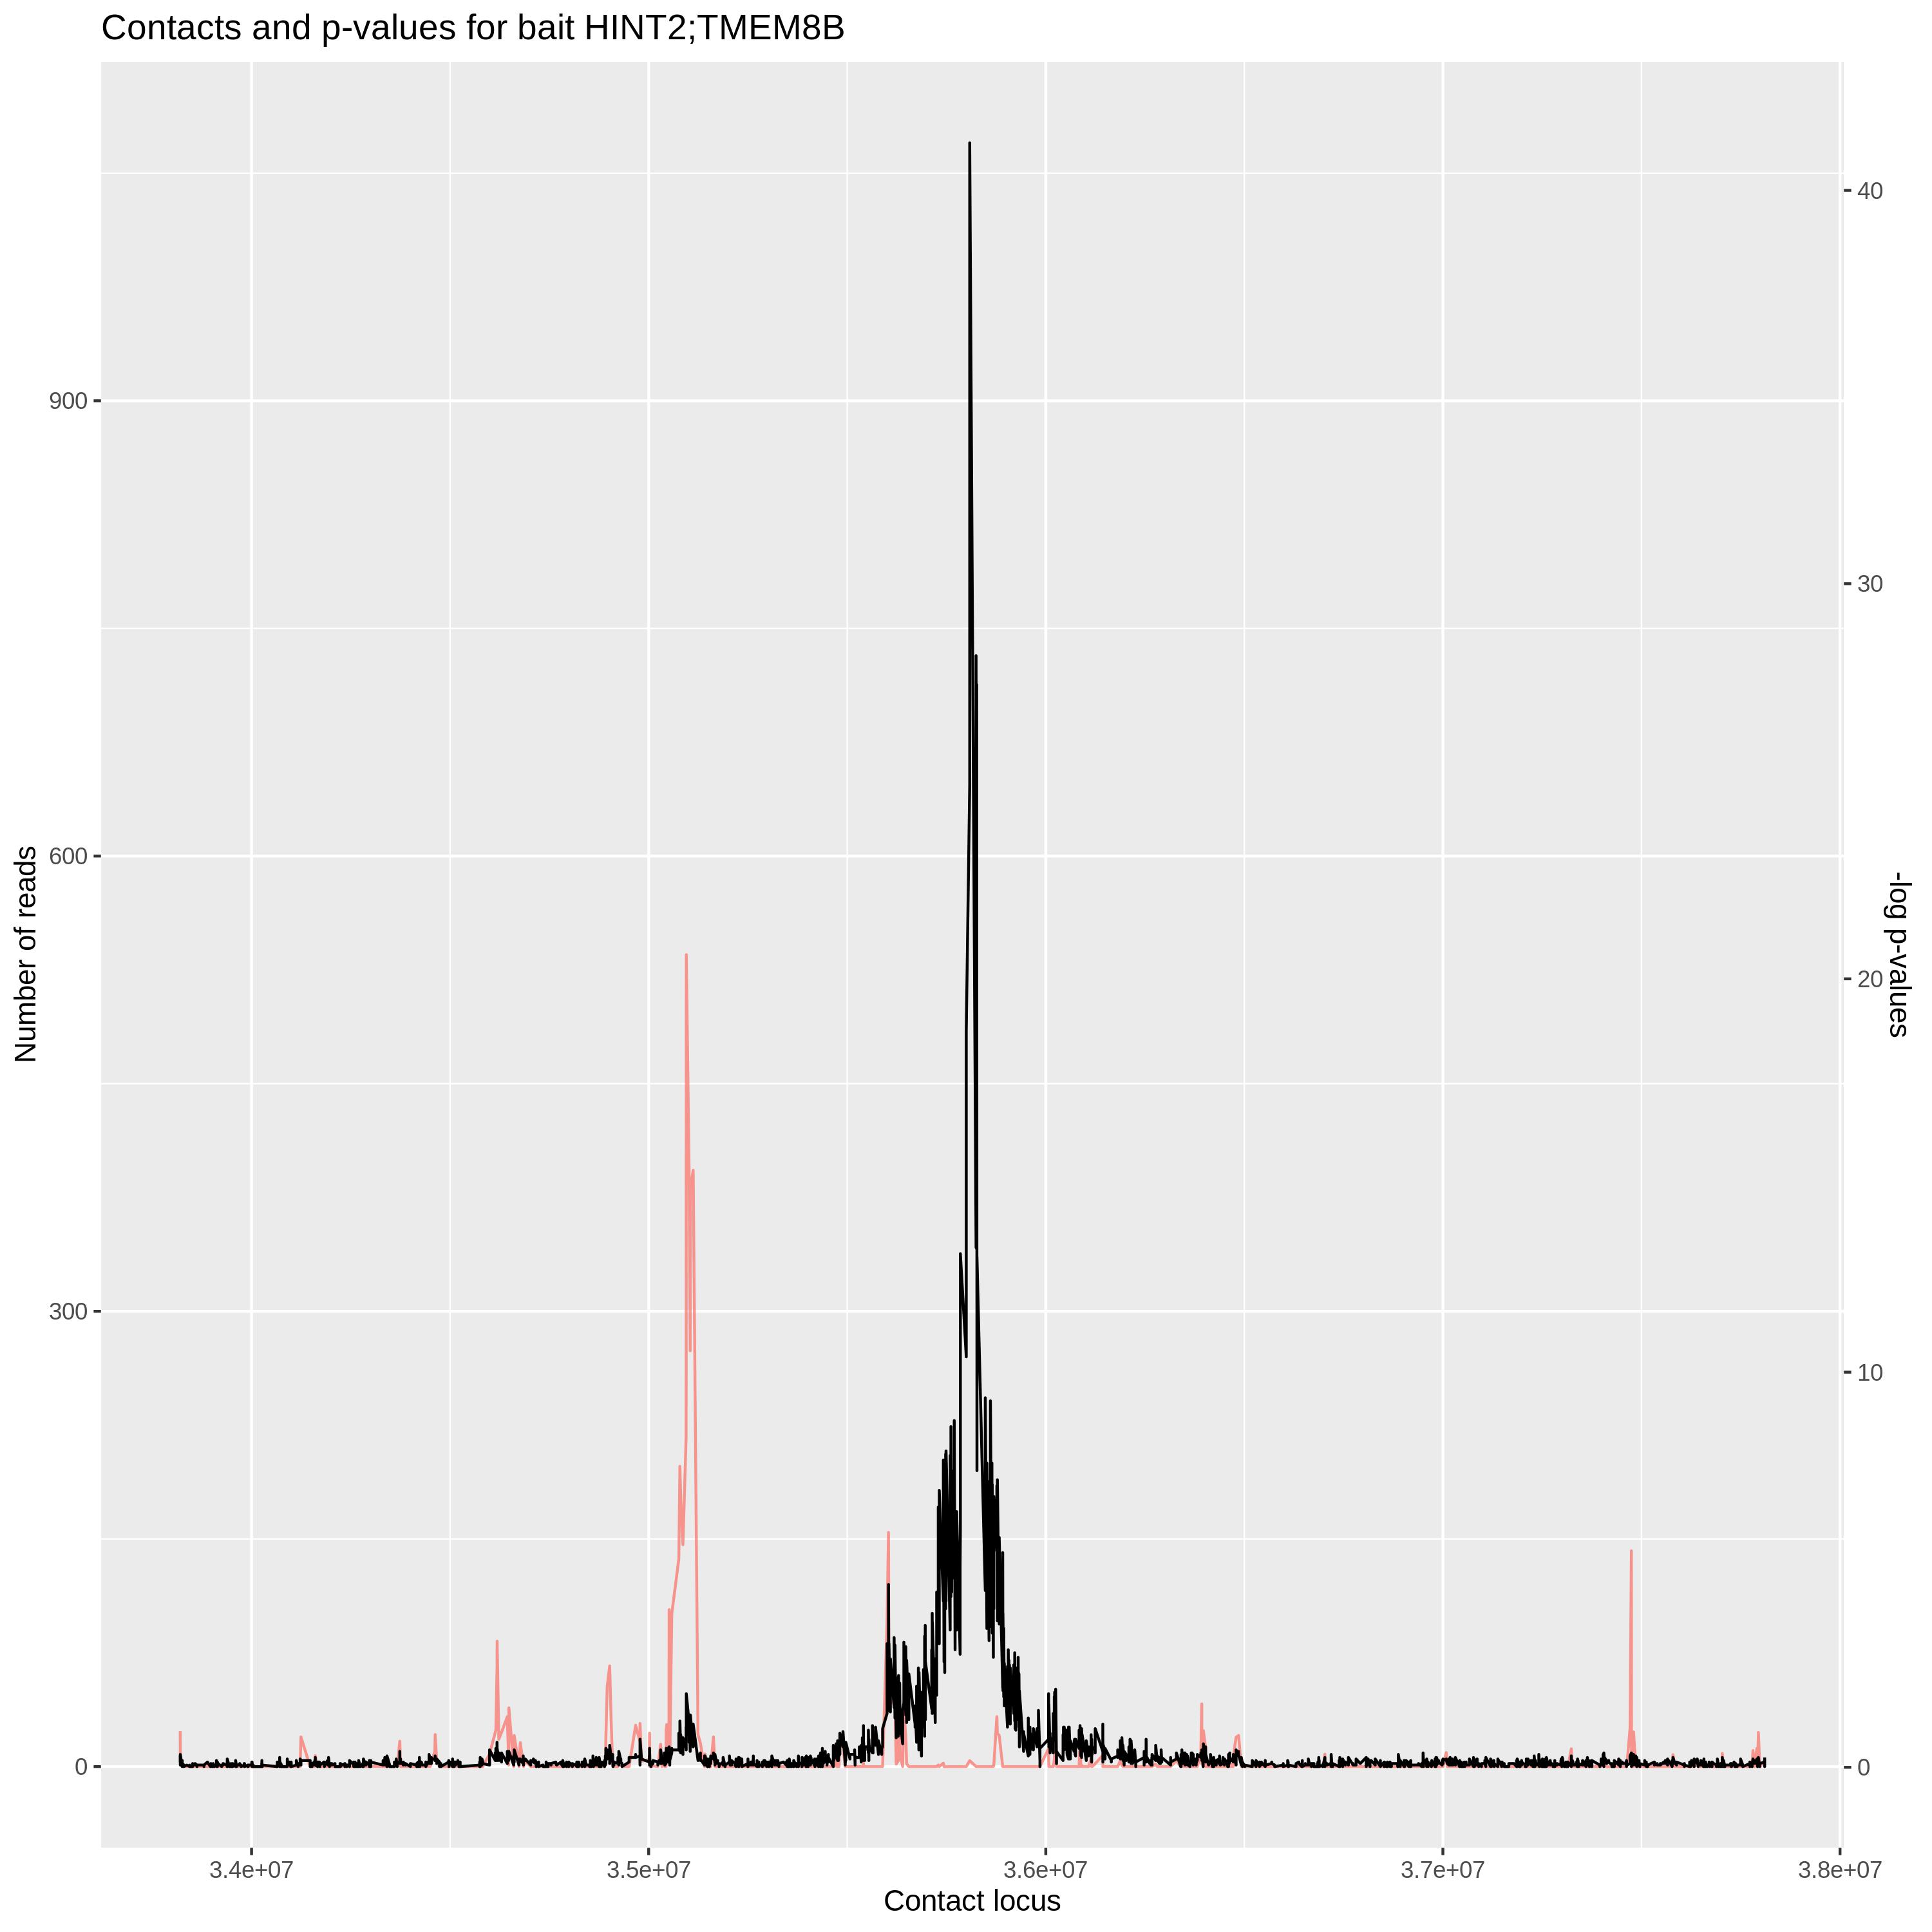 Contacts and p-values for bait HINT2;TMEM8B
Number of reads
900
600
300
0
40
30
20
10
0
-log p-values
3.4e+07
3.5e+07
3.6e+07
3.7e+07
3.8e+07
Contact locus